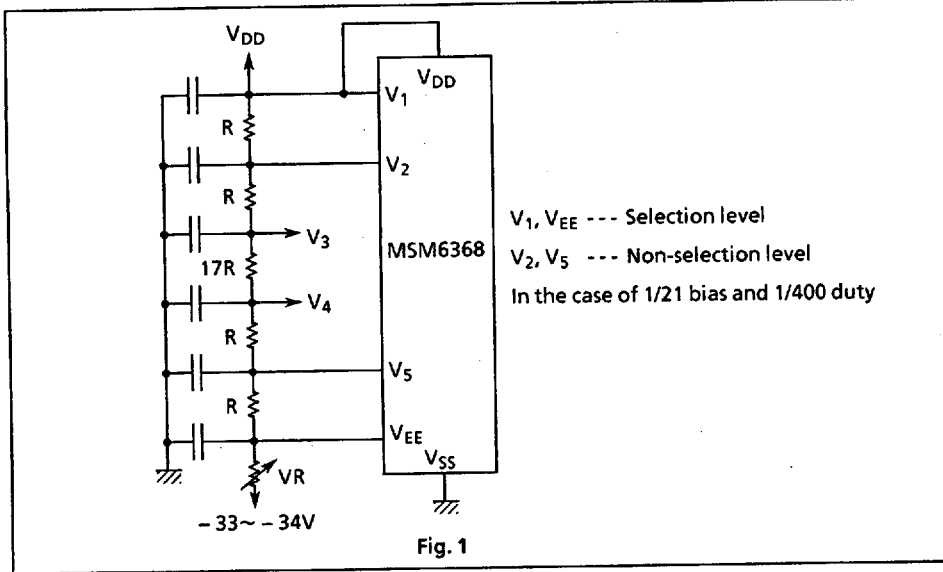 V_DD
V_DD
V_1
R
V_2
R
V_3
V_1, V_EE --- Selection level
MSM6368
V_2, V_5 --- Non-selection level
17R
V_4
In the case of 1/21 bias and 1/400 duty
R
V_5
R
V_EE
V_SS
VR
−33~−34V
Fig. 1